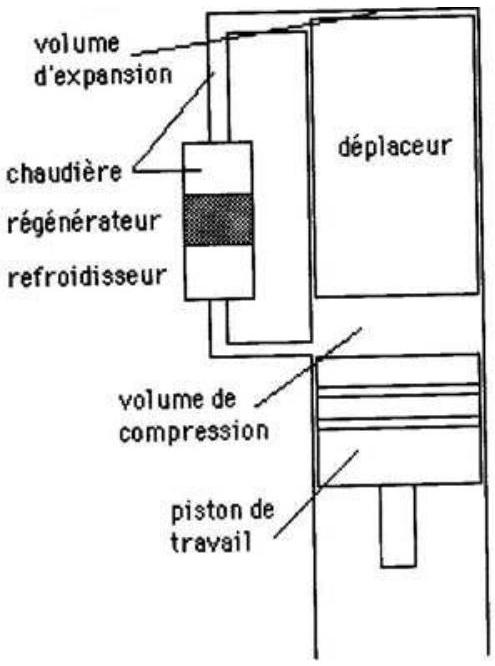 volume
d'expansion
chaudière
régénérateur
refroidisseur
déplaceur
volume de
compression
piston de
travail